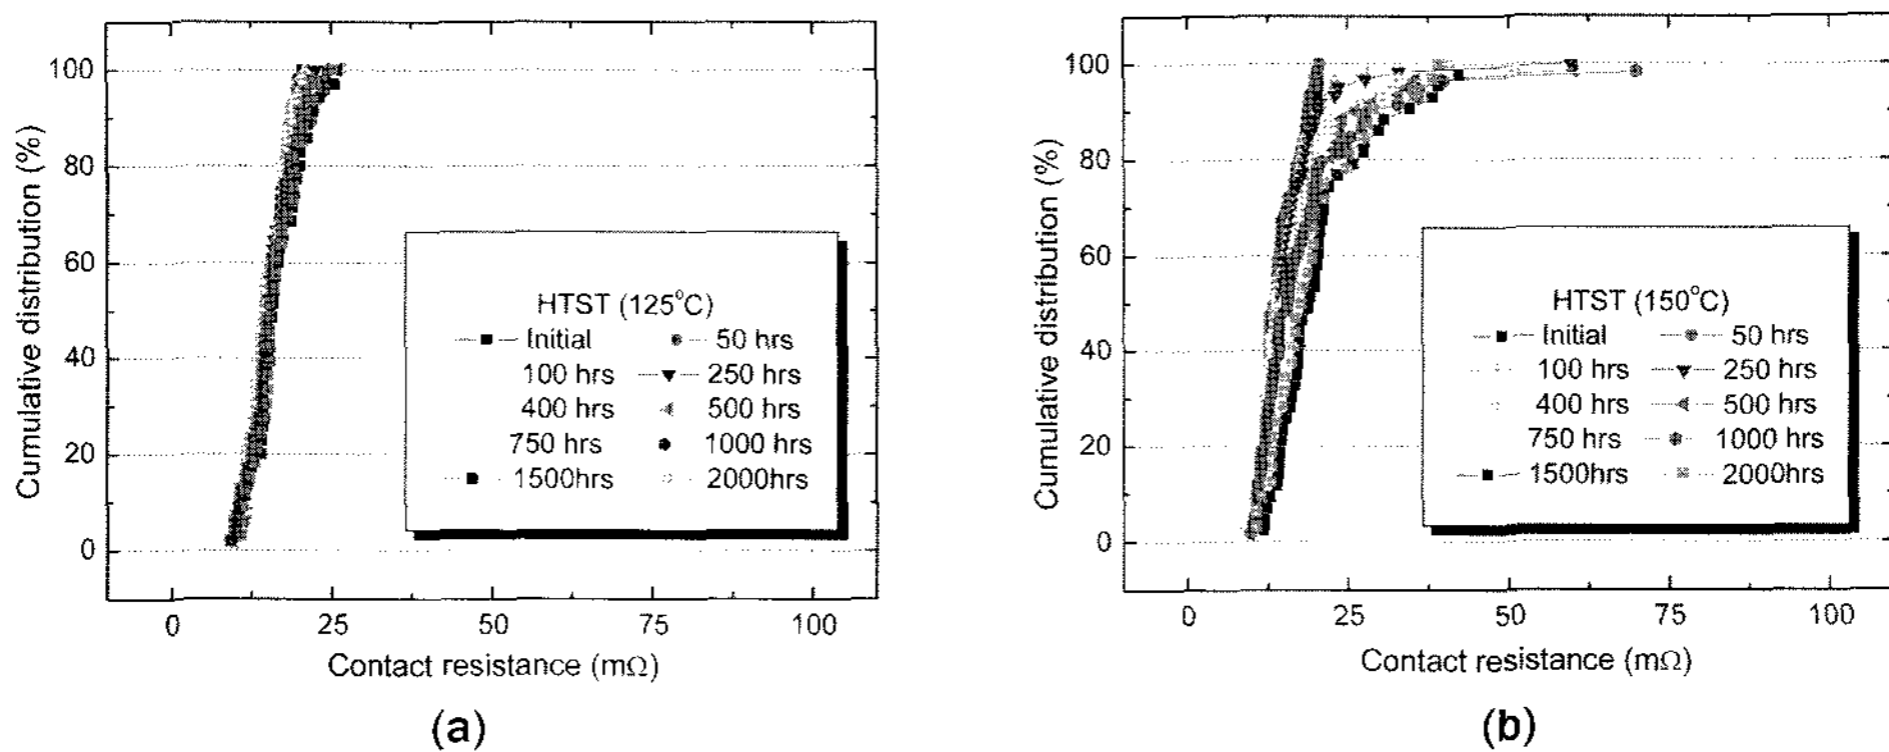 100
80
60
40
20
0
Cumulative distribution (%)
HTST (125°C)
Initial 50 hrs
100 hrs 250 hrs
400 hrs 500 hrs
750 hrs 1000 hrs
1500hrs 2000hrs
0 25 50 75 100
Contact resistance (mΩ)
(a)
100
80
60
40
20
0
Cumulative distribution (%)
HTST (150°C)
Initial 50 hrs
100 hrs 250 hrs
400 hrs 500 hrs
750 hrs 1000 hrs
1500hrs 2000hrs
0 25 50 75 100
Contact resistance (mΩ)
(b)